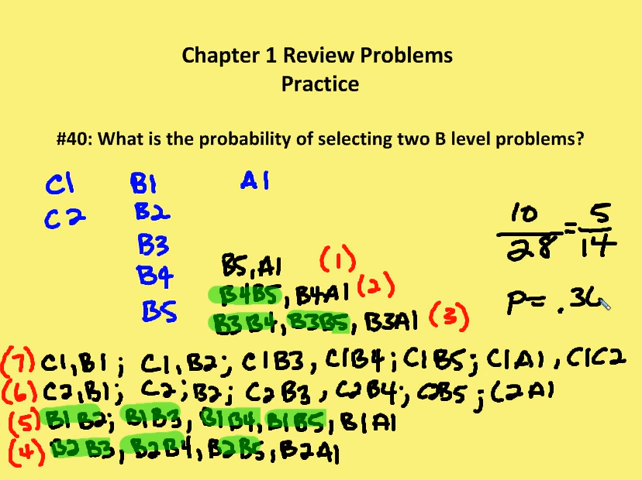 Chapter 1 Review Problems
Practice
#40: What is the probability of selecting two B level problems?
C1 B1 A1
C2 B2
B3
B4
B5
B5,A1 (1)
B4B5, B4A1 (2)
B3B4, B3B5, B3A1 (3)
(7) C1,B1; C1,B2; C1B3, C1B4; C1B5; C1A1, C1C2
(6) C2,B1; C2;B2; C2B3, C2B4; C2B5; C2A1
(5) B1B2; B1B3, B1B4, B1B5, B1A1
(4) B2B3, B2B4, B2B5, B2A1
10/28 = 5/14
P= .36